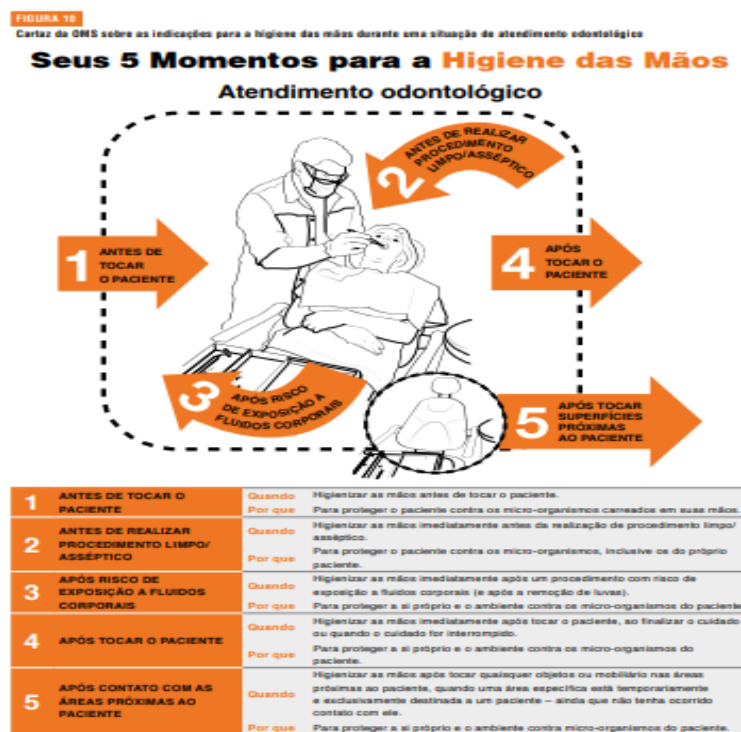 FIGURA 10
Cartaz da OMS sobre as indicações para a higiene das mãos durante uma situação de atendimento odontológico
Seus 5 Momentos para a Higiene das Mãos
Atendimento odontológico
1
ANTES DE
TOCAR
O PACIENTE
2
ANTES DE REALIZAR
PROCEDIMENTO
LIMPO/ASSÉPTICO
4
APÓS
TOCAR O
PACIENTE
3
APÓS RISCO
DE EXPOSIÇÃO A
FLUIDOS CORPORAIS
5
APÓS TOCAR
SUPERFÍCIES
PRÓXIMAS
AO PACIENTE
1
ANTES DE TOCAR O
PACIENTE
Quando Higienizar as mãos antes de tocar o paciente.
Por que Para proteger o paciente contra os micro-organismos carreados em suas mãos.
2
ANTES DE REALIZAR
PROCEDIMENTO LIMPO/
ASSÉPTICO
Quando Higienizar as mãos imediatamente antes da realização de procedimento limpo/
asséptico.
Por que Para proteger o paciente contra os micro-organismos, inclusive os do próprio
paciente.
3
APÓS RISCO DE
EXPOSIÇÃO A FLUIDOS
CORPORAIS
Quando Higienizar as mãos imediatamente após um procedimento com risco de
exposição a fluidos corporais (e após a remoção de luvas).
Por que Para proteger a si próprio e o ambiente contra os micro-organismos do paciente
4
APÓS TOCAR O PACIENTE
Quando Higienizar as mãos imediatamente após tocar o paciente, ao finalizar o cuidado
ou quando o cuidado for interrompido.
Por que Para proteger a si próprio e o ambiente contra os micro-organismos do
paciente.
5
APÓS CONTATO COM AS
ÁREAS PRÓXIMAS AO
PACIENTE
Quando Higienizar as mãos após tocar quaisquer objetos ou mobiliário nas áreas
próximas ao paciente, quando uma área específica está temporariamente
e exclusivamente destinada a um paciente – ainda que não tenha ocorrido
contato com ele.
Por que Para proteger a si próprio e o ambiente contra micro-organismos do paciente.